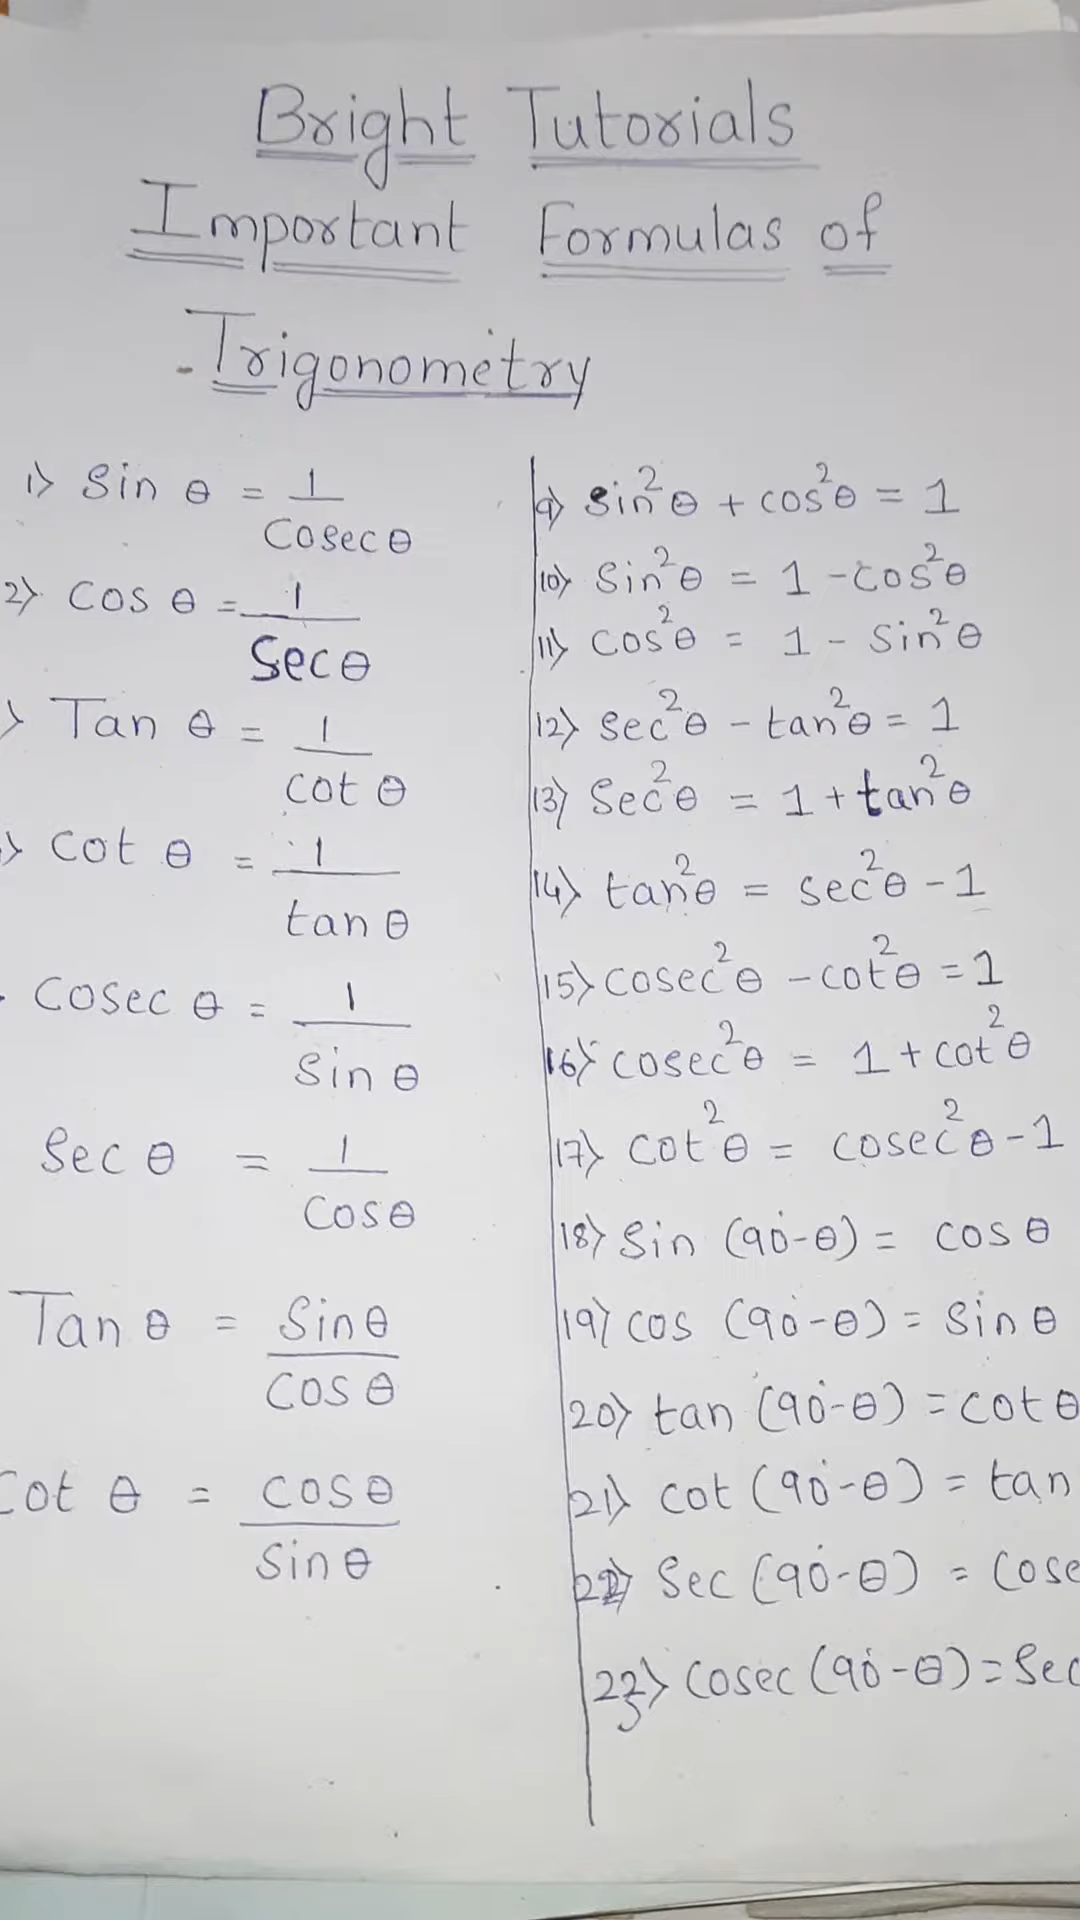 Bright Tutorials
Important Formulas of
Trigonometry
1) Sin θ = 1/Cosec θ
2) Cos θ = 1/Sec θ
) Tan θ = 1/cot θ
) Cot θ = 1/tan θ
Cosec θ = 1/Sin θ
Sec θ = 1/Cos θ
Tan θ = Sin θ/Cos θ
Cot θ = Cos θ/Sin θ
9) Sin²θ + cos²θ = 1
10) Sin²θ = 1 - cos²θ
11) Cos²θ = 1 - Sin²θ
12) Sec²θ - tan²θ = 1
13) Sec²θ = 1 + tan²θ
14) tan²θ = sec²θ - 1
15) Cosec²θ - cot²θ = 1
16) Cosec²θ = 1 + cot²θ
17) Cot²θ = cosec²θ - 1
18) Sin (90° - θ) = cos θ
19) Cos (90° - θ) = Sin θ
20) tan (90° - θ) = cot θ
21) cot (90° - θ) = tan
22) Sec (90° - θ) = Cose
23) Cosec (90° - θ) = Sec